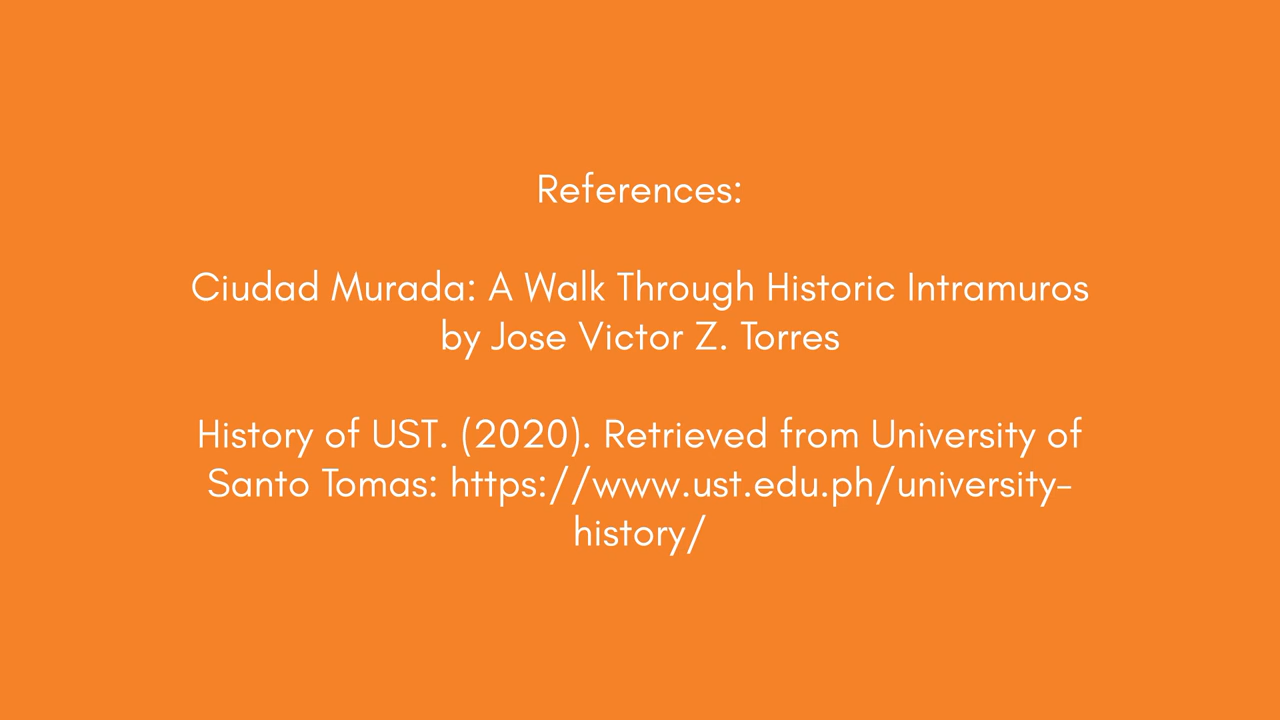 References:
Ciudad Murada: A Walk Through Historic Intramuros
by Jose Victor Z. Torres
History of UST. (2020). Retrieved from University of
Santo Tomas: https://www.ust.edu.ph/university-
history/